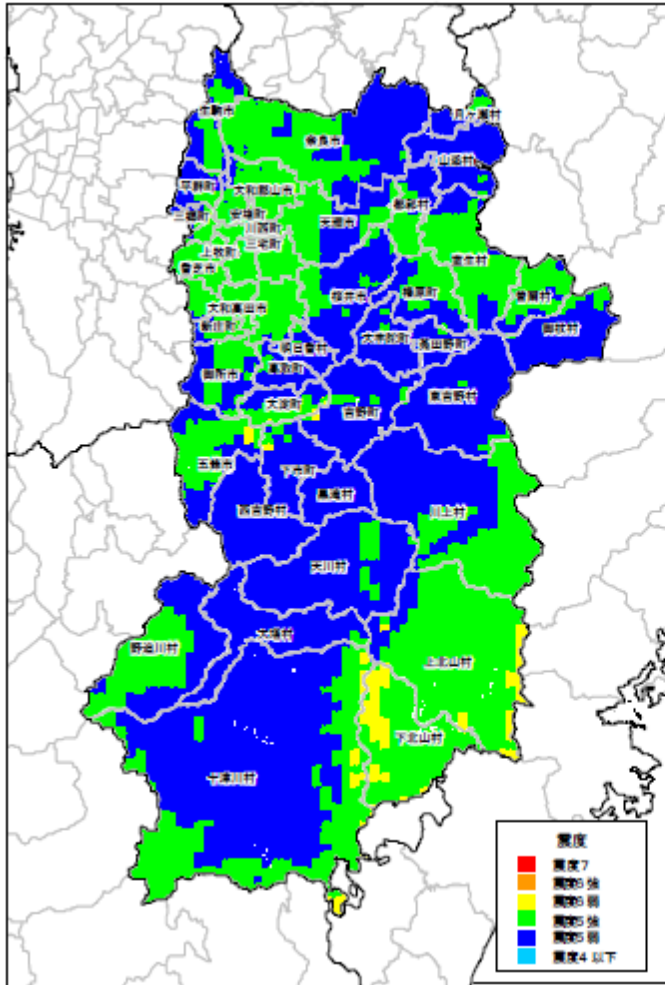 生駒市
奈良市
月ヶ瀬村
山添村
平群町
大和郡山市
都祁村
三郷町
安堵町
天理市
川西町
三宅町
上牧町
室生村
香芝市
曽爾村
榛原町
桜井市
大和高田市
御杖村
新庄町
大宇陀町
菟田野町
明日香村
御所市
高取町
東吉野村
大淀町
吉野町
五條市
下市町
黒滝村
西吉野村
川上村
天川村
大塔村
野迫川村
上北山村
下北山村
十津川村
震度
震度7
震度6強
震度6弱
震度5強
震度5弱
震度4以下